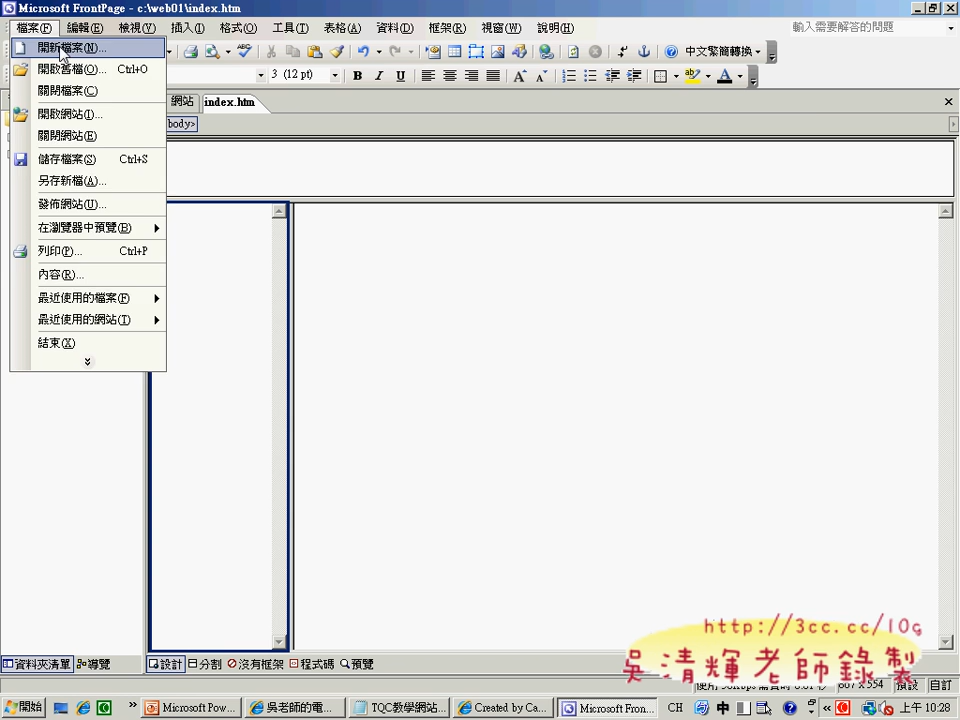 Microsoft FrontPage - c:\web01\index.htm
檔案(F) 編輯(E) 檢視(V) 插入(I) 格式(O) 工具(T) 表格(A) 資料(D) 框架(R) 視窗(W) 說明(H) 輸入需要解答的問題
中文繁簡轉換
3 (12 pt) B I U
網站 index.htm
body>
開新檔案(N)...
開啟舊檔(O)... Ctrl+O
關閉檔案(C)
開啟網站(I)...
關閉網站(E)
儲存檔案(S) Ctrl+S
另存新檔(A)...
發佈網站(U)...
在瀏覽器中預覽(B)
列印(P)... Ctrl+P
內容(R)...
最近使用的檔案(F)
最近使用的網站(T)
結束(X)
http://3cc.cc/10g
吳清輝老師錄製
資料夾清單 導覽 設計 分割 沒有框架 程式碼 預覽
667 x 554 預設 自訂
開始 Microsoft Pow... 吳老師的電... TQC教學網站... Created by Ca... Microsoft Fron... CH 中 上午 10:28